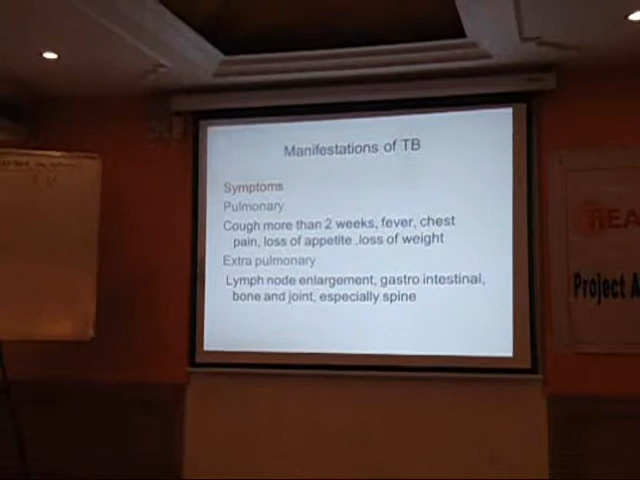 Manifestations of TB
Symptoms
Pulmonary
Cough more than 2 weeks, fever, chest
pain, loss of appetite .loss of weight
Extra pulmonary
Lymph node enlargement, gastro intestinal,
bone and joint, especially spine
REA
Project A